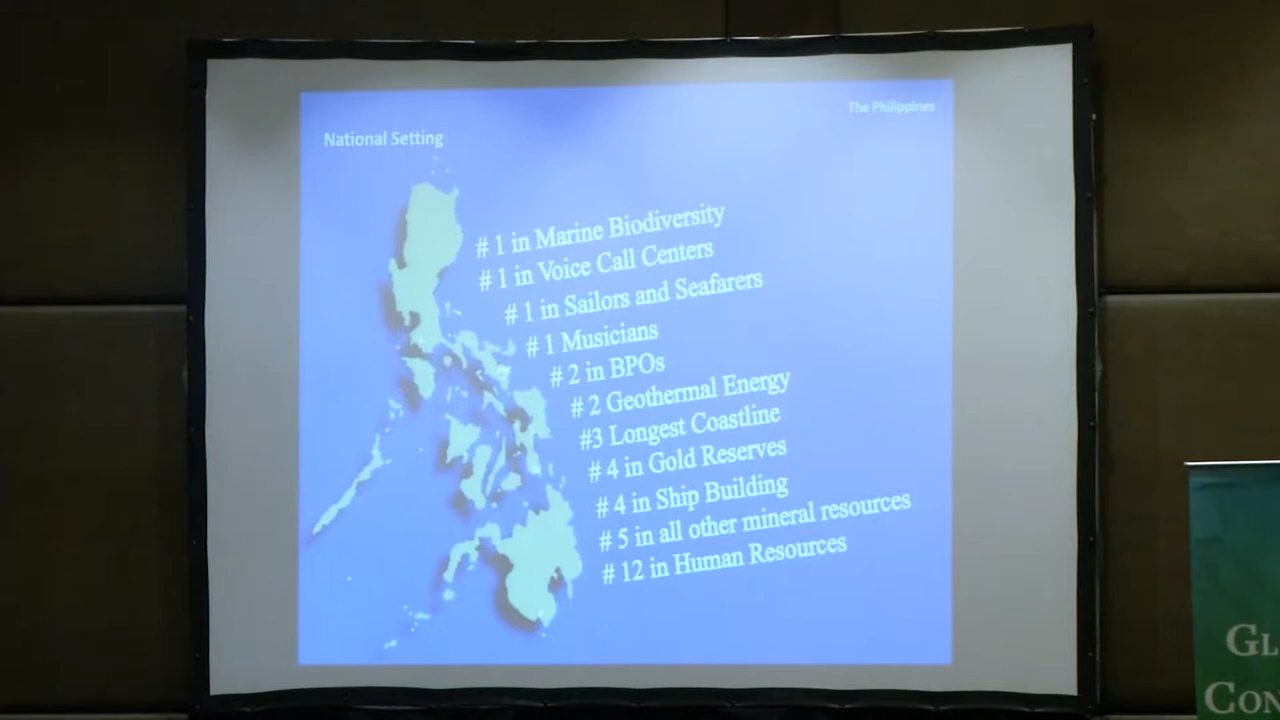 The Philippines
National Setting
# 1 in Marine Biodiversity
# 1 in Voice Call Centers
# 1 in Sailors and Seafarers
# 1 Musicians
# 2 in BPOs
# 2 Geothermal Energy
#3 Longest Coastline
# 4 in Gold Reserves
# 4 in Ship Building
# 5 in all other mineral resources
# 12 in Human Resources
GL
CON